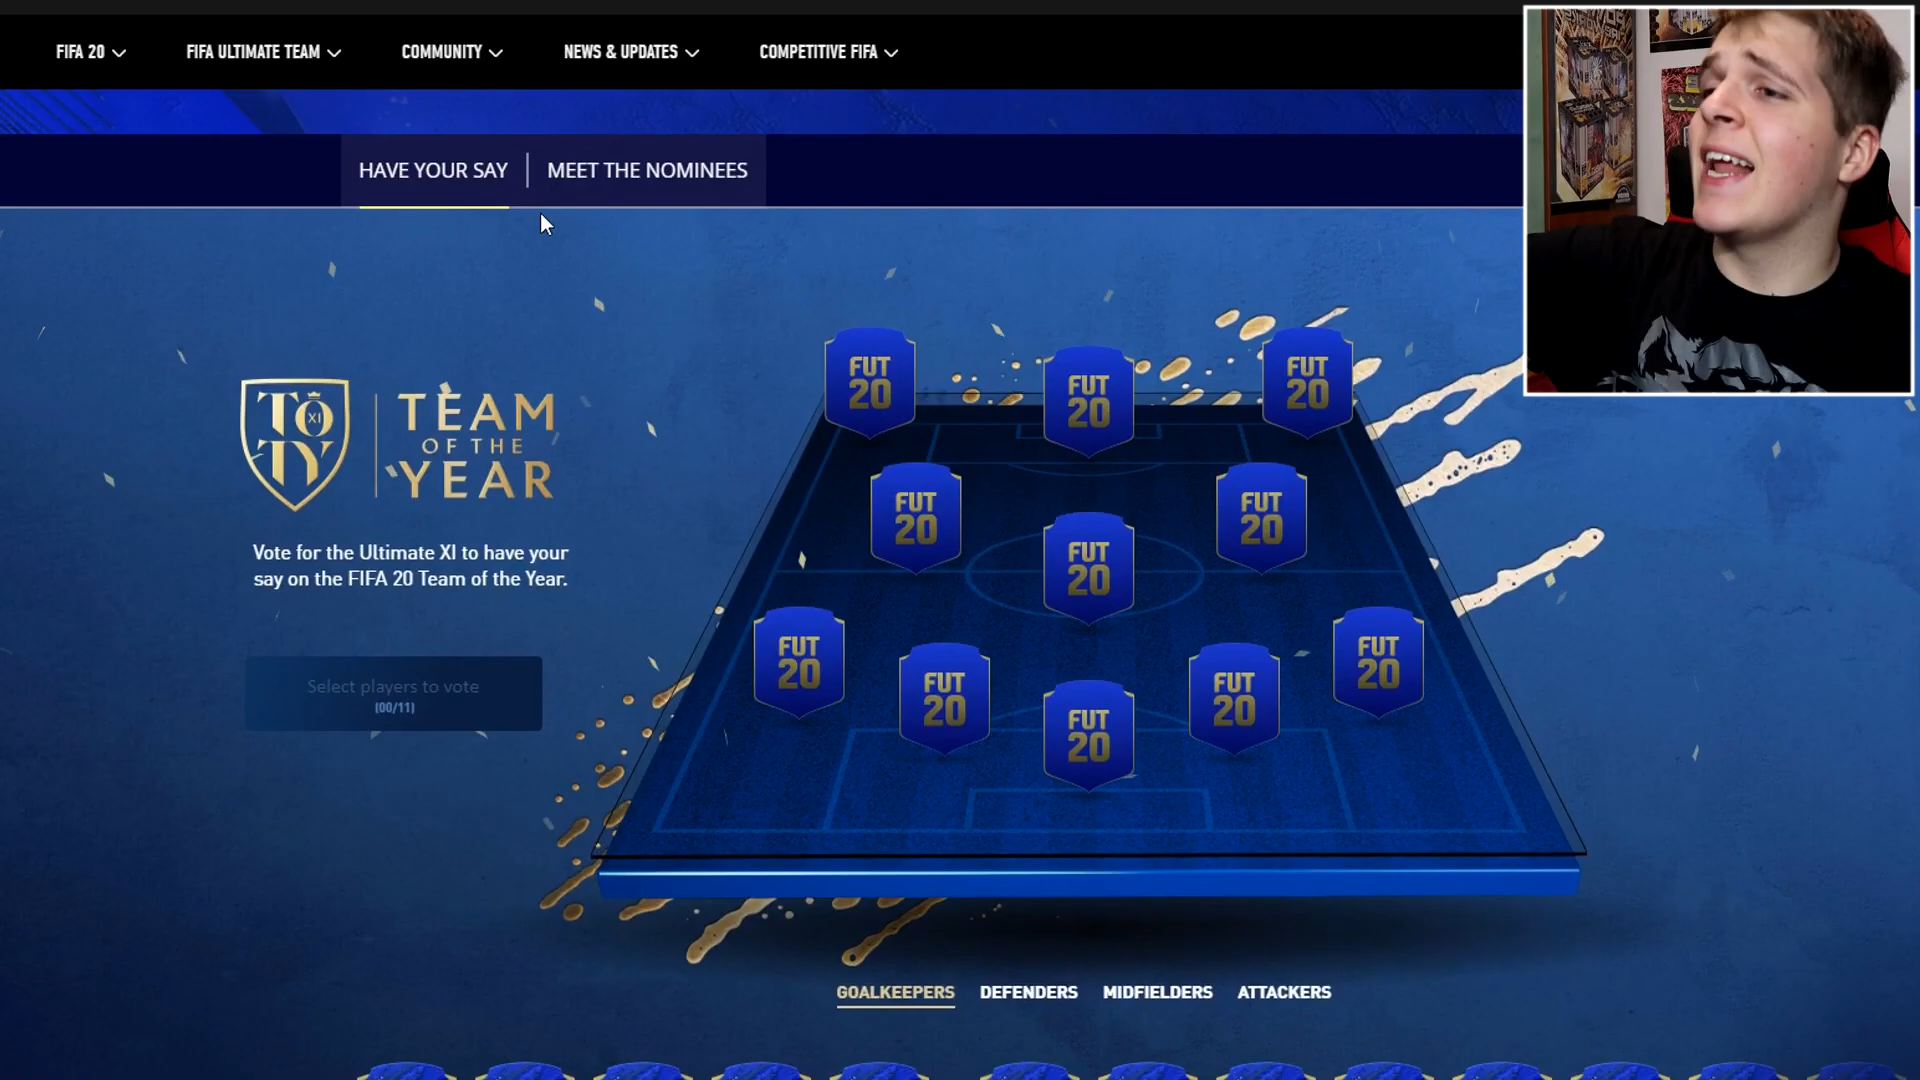 FIFA 20
FIFA ULTIMATE TEAM
COMMUNITY
NEWS & UPDATES
COMPETITIVE FIFA
HAVE YOUR SAY
MEET THE NOMINEES
TO XI
TY
TEAM
OF THE
YEAR
Vote for the Ultimate XI to have your
say on the FIFA 20 Team of the Year.
Select players to vote
(00/11)
FUT
20
FUT
20
FUT
20
FUT
20
FUT
20
FUT
20
FUT
20
FUT
20
FUT
20
FUT
20
FUT
20
GOALKEEPERS
DEFENDERS
MIDFIELDERS
ATTACKERS